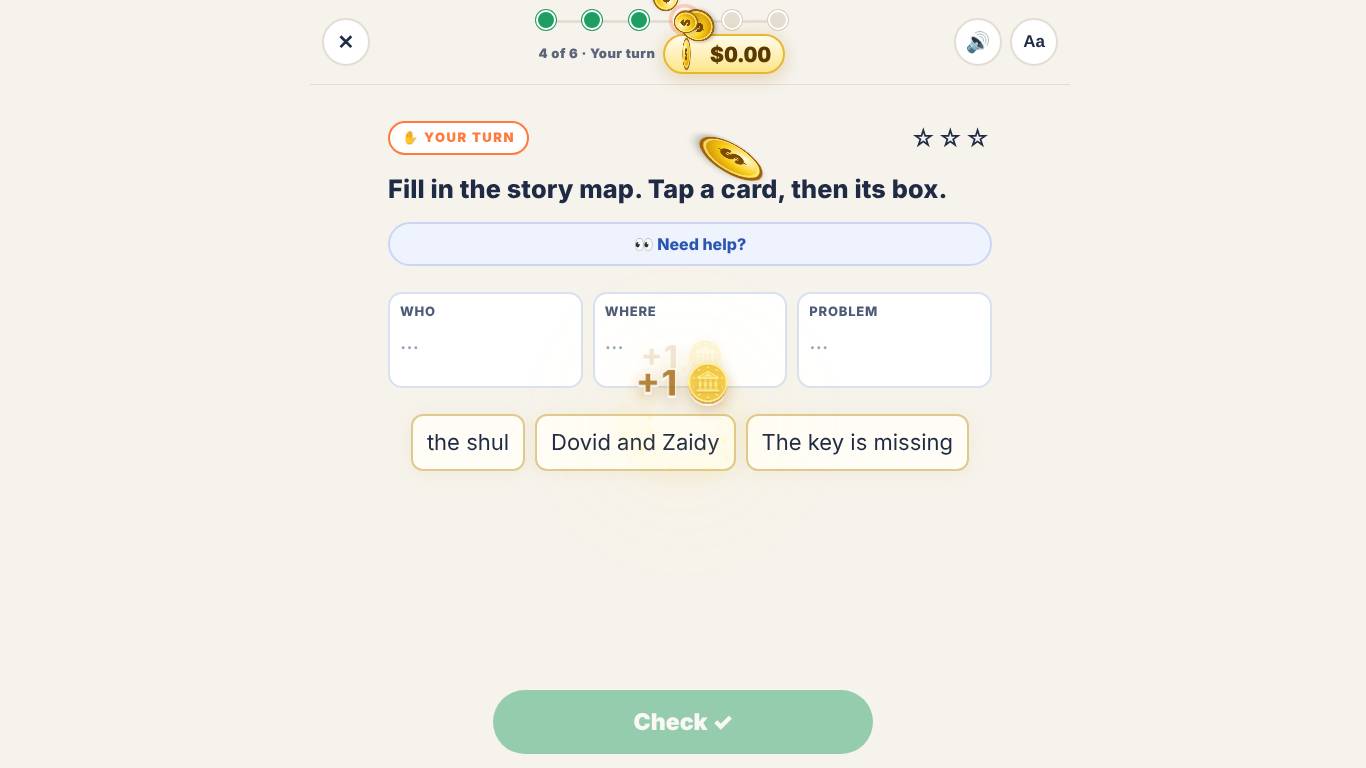 ✕
4 of 6 · Your turn
$0.00
Aa
✋ YOUR TURN
☆ ☆ ☆
Fill in the story map. Tap a card, then its box.
👀 Need help?
WHO
...
WHERE
...
PROBLEM
...
+1
+1
the shul
Dovid and Zaidy
The key is missing
Check ✓